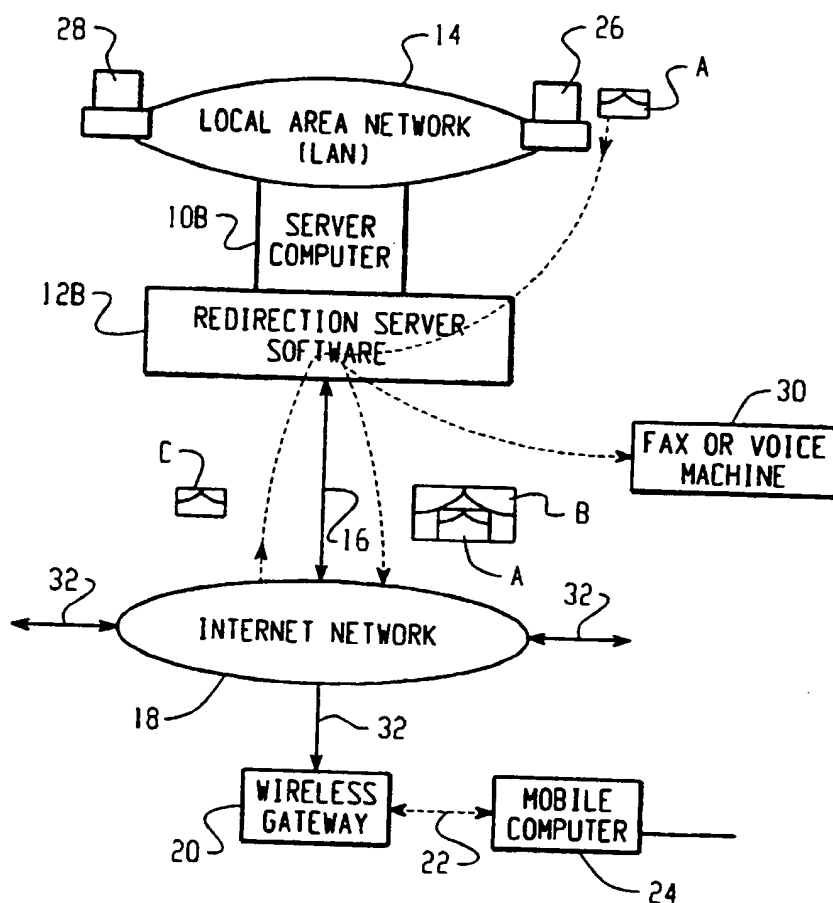 28
14
26
A
LOCAL AREA NETWORK
(LAN)
10B
SERVER
COMPUTER
12B
REDIRECTION SERVER
SOFTWARE
30
FAX OR VOICE
MACHINE
C
16
B
A
32
INTERNET NETWORK
32
18
32
WIRELESS
GATEWAY
MOBILE
COMPUTER
20
22
24